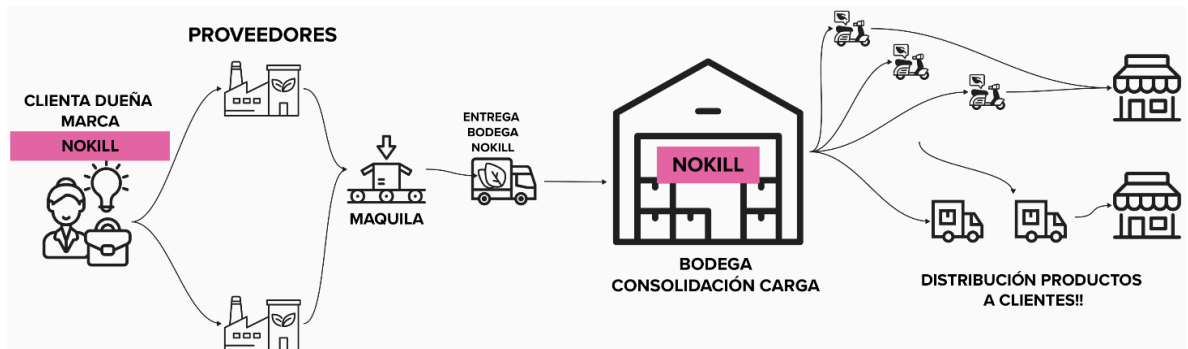 PROVEEDORES
CLIENTA DUEÑA
MARCA
NOKILL
MAQUILA
ENTREGA
BODEGA
NOKILL
NOKILL
BODEGA
CONSOLIDACIÓN CARGA
DISTRIBUCIÓN PRODUCTOS
A CLIENTES!!